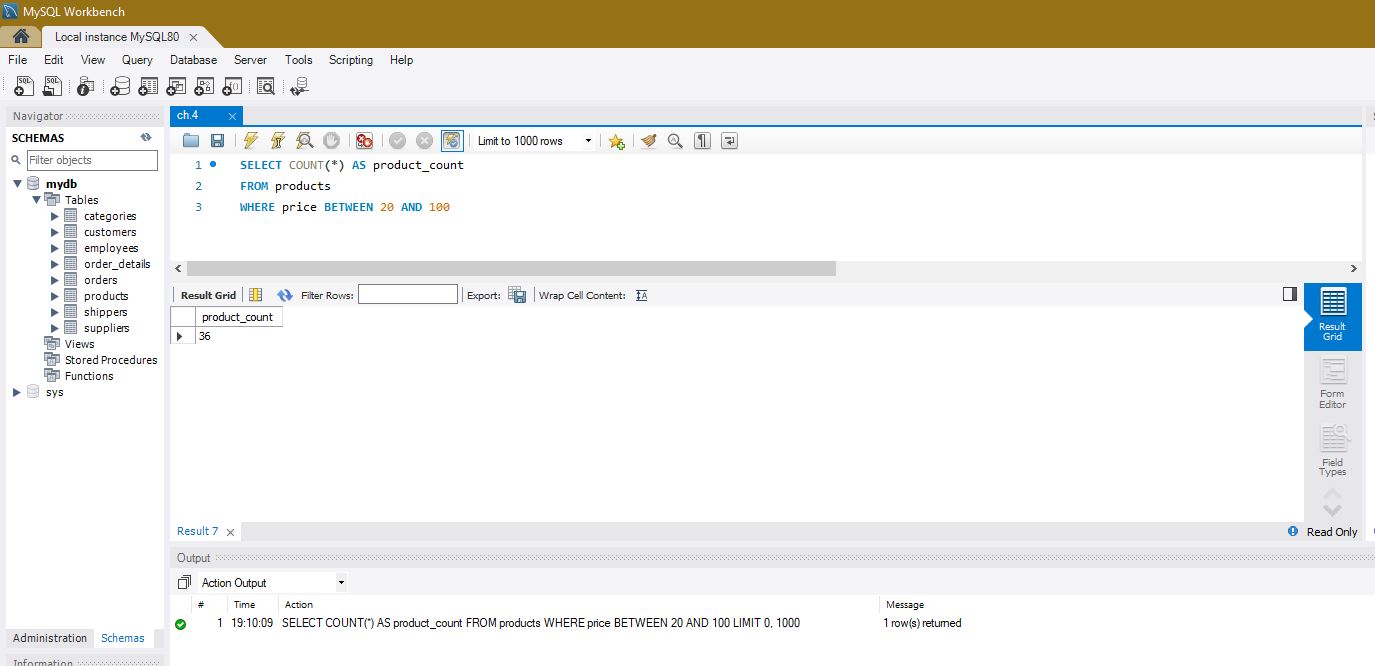 MySQL Workbench
Local instance MySQL80
File Edit View Query Database Server Tools Scripting Help
Navigator
SCHEMAS
Filter objects
mydb
Tables
categories
customers
employees
order_details
orders
products
shippers
suppliers
Views
Stored Procedures
Functions
sys
Administration Schemas
Information
ch.4
Limit to 1000 rows
1 SELECT COUNT(*) AS product_count
2 FROM products
3 WHERE price BETWEEN 20 AND 100
Result Grid Filter Rows: Export: Wrap Cell Content:
product_count
36
Result Grid
Form Editor
Field Types
Result 7
Read Only
Output
Action Output
# Time Action Message
1 19:10:09 SELECT COUNT(*) AS product_count FROM products WHERE price BETWEEN 20 AND 100 LIMIT 0, 1000 1 row(s) returned